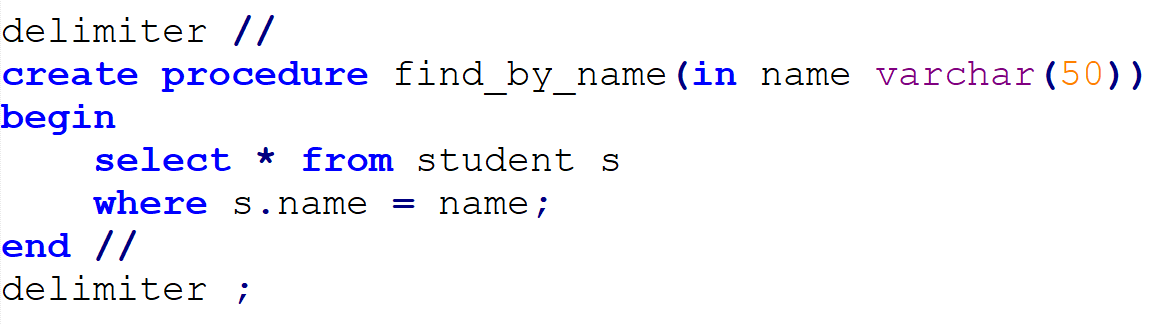 delimiter //
create procedure find_by_name(in name varchar(50))
begin
    select * from student s
    where s.name = name;
end //
delimiter ;